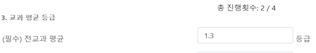 총 진행횟수: 2 / 4
3. 교과 평균 등급
(필수) 전교과 평균 1.3 등급